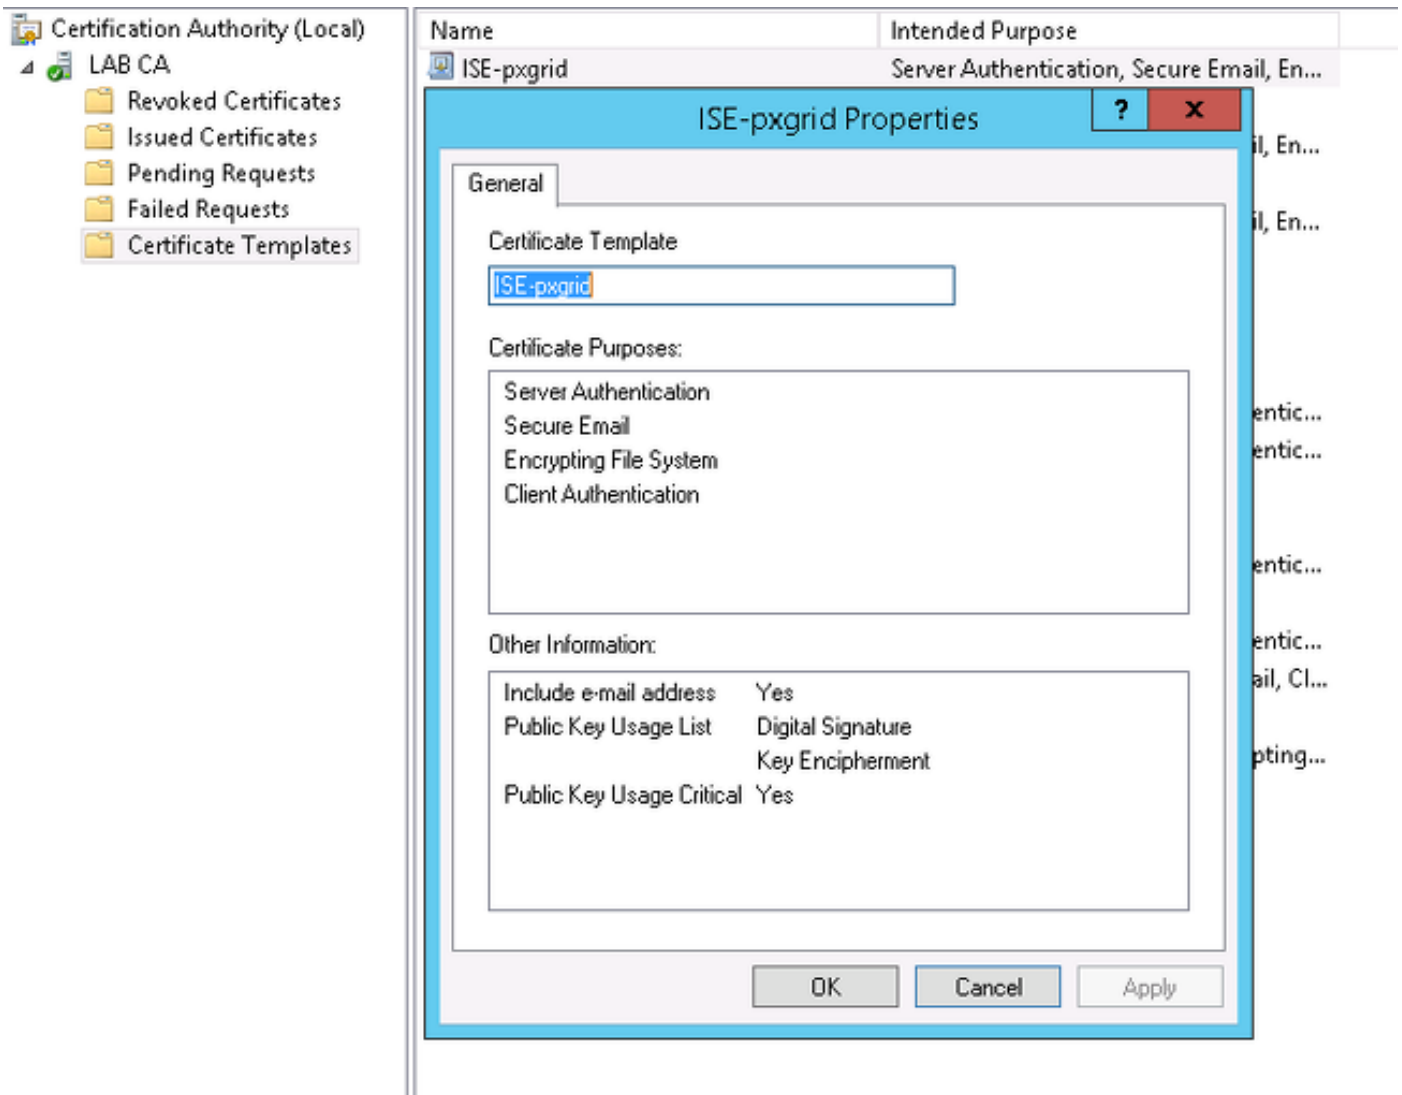 Certification Authority (Local)
LAB CA
Revoked Certificates
Issued Certificates
Pending Requests
Failed Requests
Certificate Templates
Name Intended Purpose
ISE-pxgrid Server Authentication, Secure Email, En...
ISE-pxgrid Properties ? x
il, En...
General
il, En...
Certificate Template
ISE-pxgrid
Certificate Purposes:
Server Authentication
entic...
Secure Email
entic...
Encrypting File System
Client Authentication
entic...
Other Information:
entic...
Include e-mail address Yes
ail, Cl...
Public Key Usage List Digital Signature
Key Encipherment
pting...
Public Key Usage Critical Yes
OK Cancel Apply